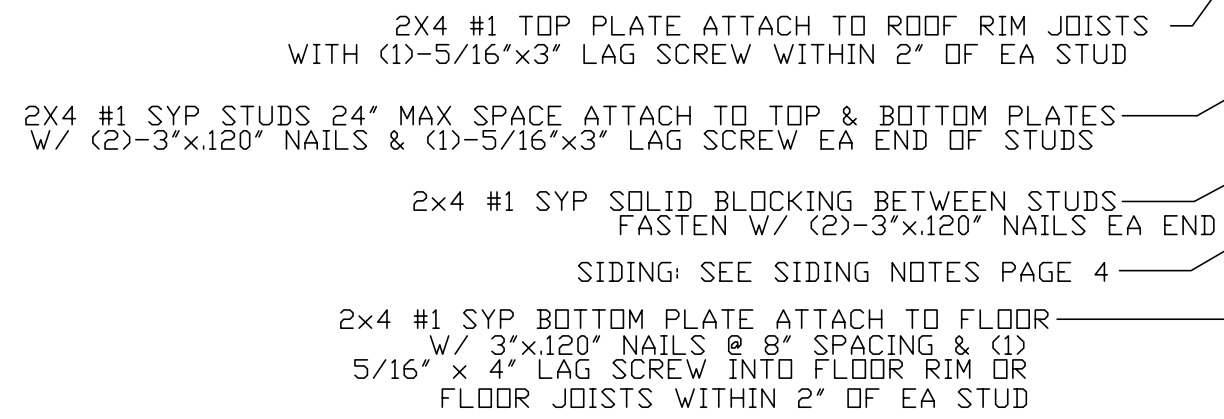 2X4 #1 TOP PLATE ATTACH TO ROOF RIM JOISTS
WITH (1)-5/16"x3" LAG SCREW WITHIN 2" OF EA STUD
2X4 #1 SYP STUDS 24" MAX SPACE ATTACH TO TOP & BOTTOM PLATES
W/ (2)-3"x.120" NAILS & (1)-5/16"x3" LAG SCREW EA END OF STUDS
2x4 #1 SYP SOLID BLOCKING BETWEEN STUDS
FASTEN W/ (2)-3"x.120" NAILS EA END
SIDING: SEE SIDING NOTES PAGE 4
2x4 #1 SYP BOTTOM PLATE ATTACH TO FLOOR
W/ 3"x.120" NAILS @ 8" SPACING & (1)
5/16" x 4" LAG SCREW INTO FLOOR RIM OR
FLOOR JOISTS WITHIN 2" OF EA STUD